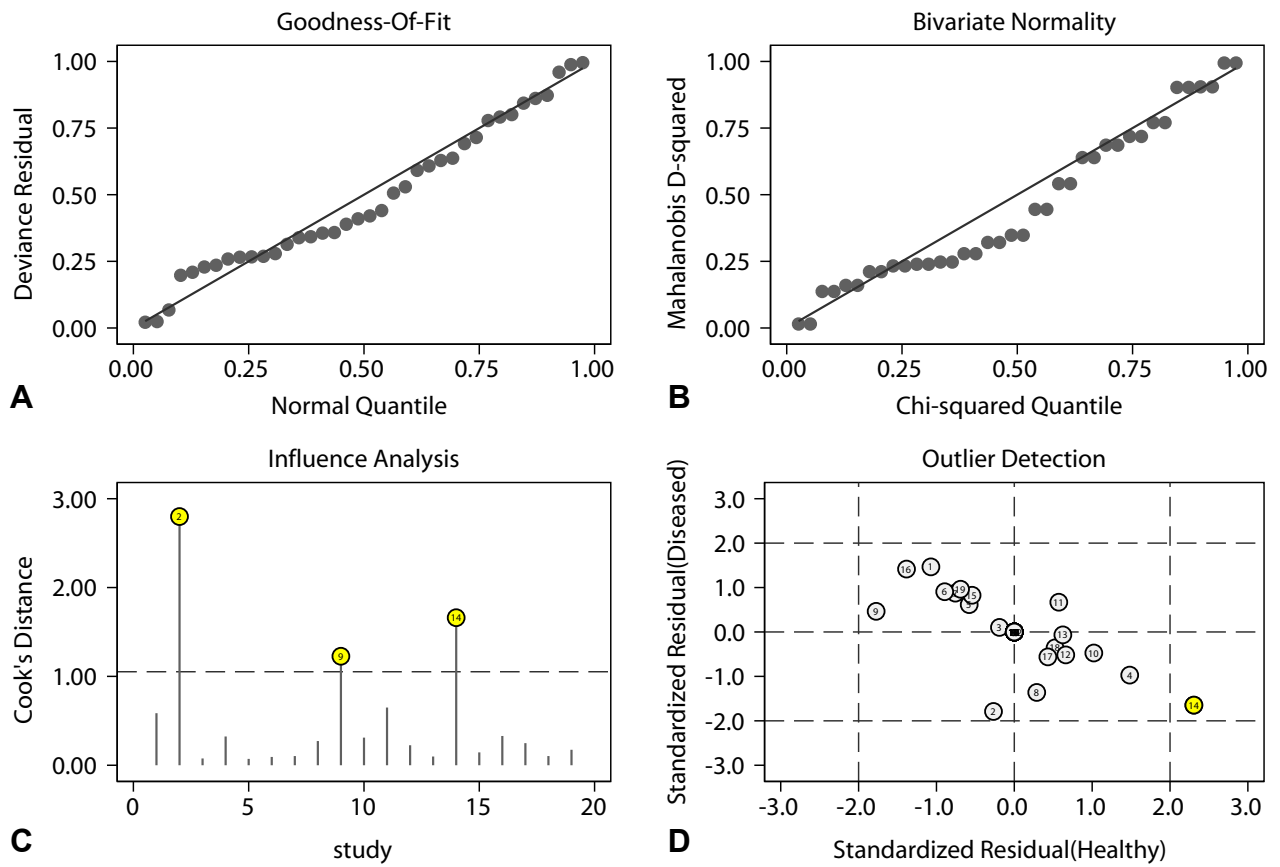 Goodness-Of-Fit
Deviance Residual
1.00
0.75
0.50
0.25
0.00
0.00 0.25 0.50 0.75 1.00
Normal Quantile
A
Bivariate Normality
Mahalanobis D-squared
1.00
0.75
0.50
0.25
0.00
0.00 0.25 0.50 0.75 1.00
Chi-squared Quantile
B
Influence Analysis
Cook's Distance
3.00
2.00
1.00
0.00
2
9
14
0 5 10 15 20
study
C
Outlier Detection
Standardized Residual(Diseased)
3.0
2.0
1.0
0.0
-1.0
-2.0
-3.0
16
1
6
19
15
5
9
11
3
13
18
17
12
10
4
8
2
14
-3.0 -2.0 -1.0 0.0 1.0 2.0 3.0
Standardized Residual(Healthy)
D